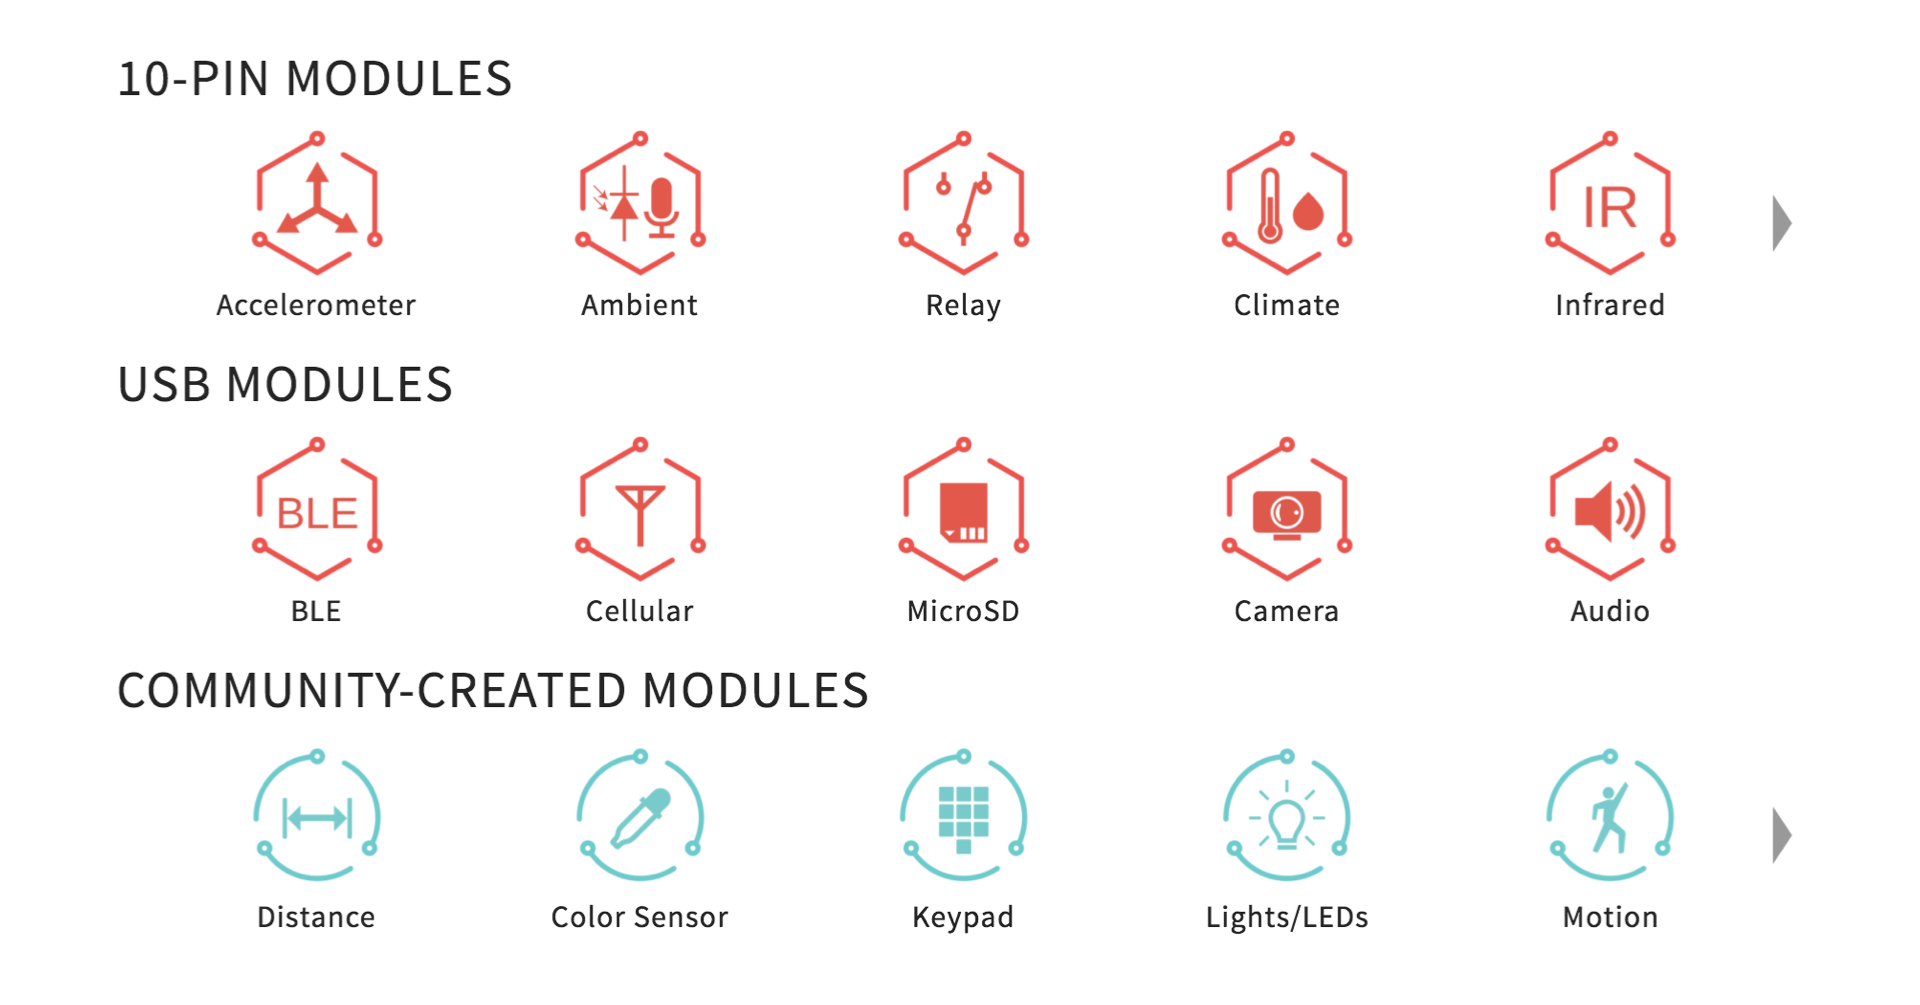 10-PIN MODULES
IR
Accelerometer Ambient Relay Climate Infrared
USB MODULES
BLE
BLE Cellular MicroSD Camera Audio
COMMUNITY-CREATED MODULES
Distance Color Sensor Keypad Lights/LEDs Motion